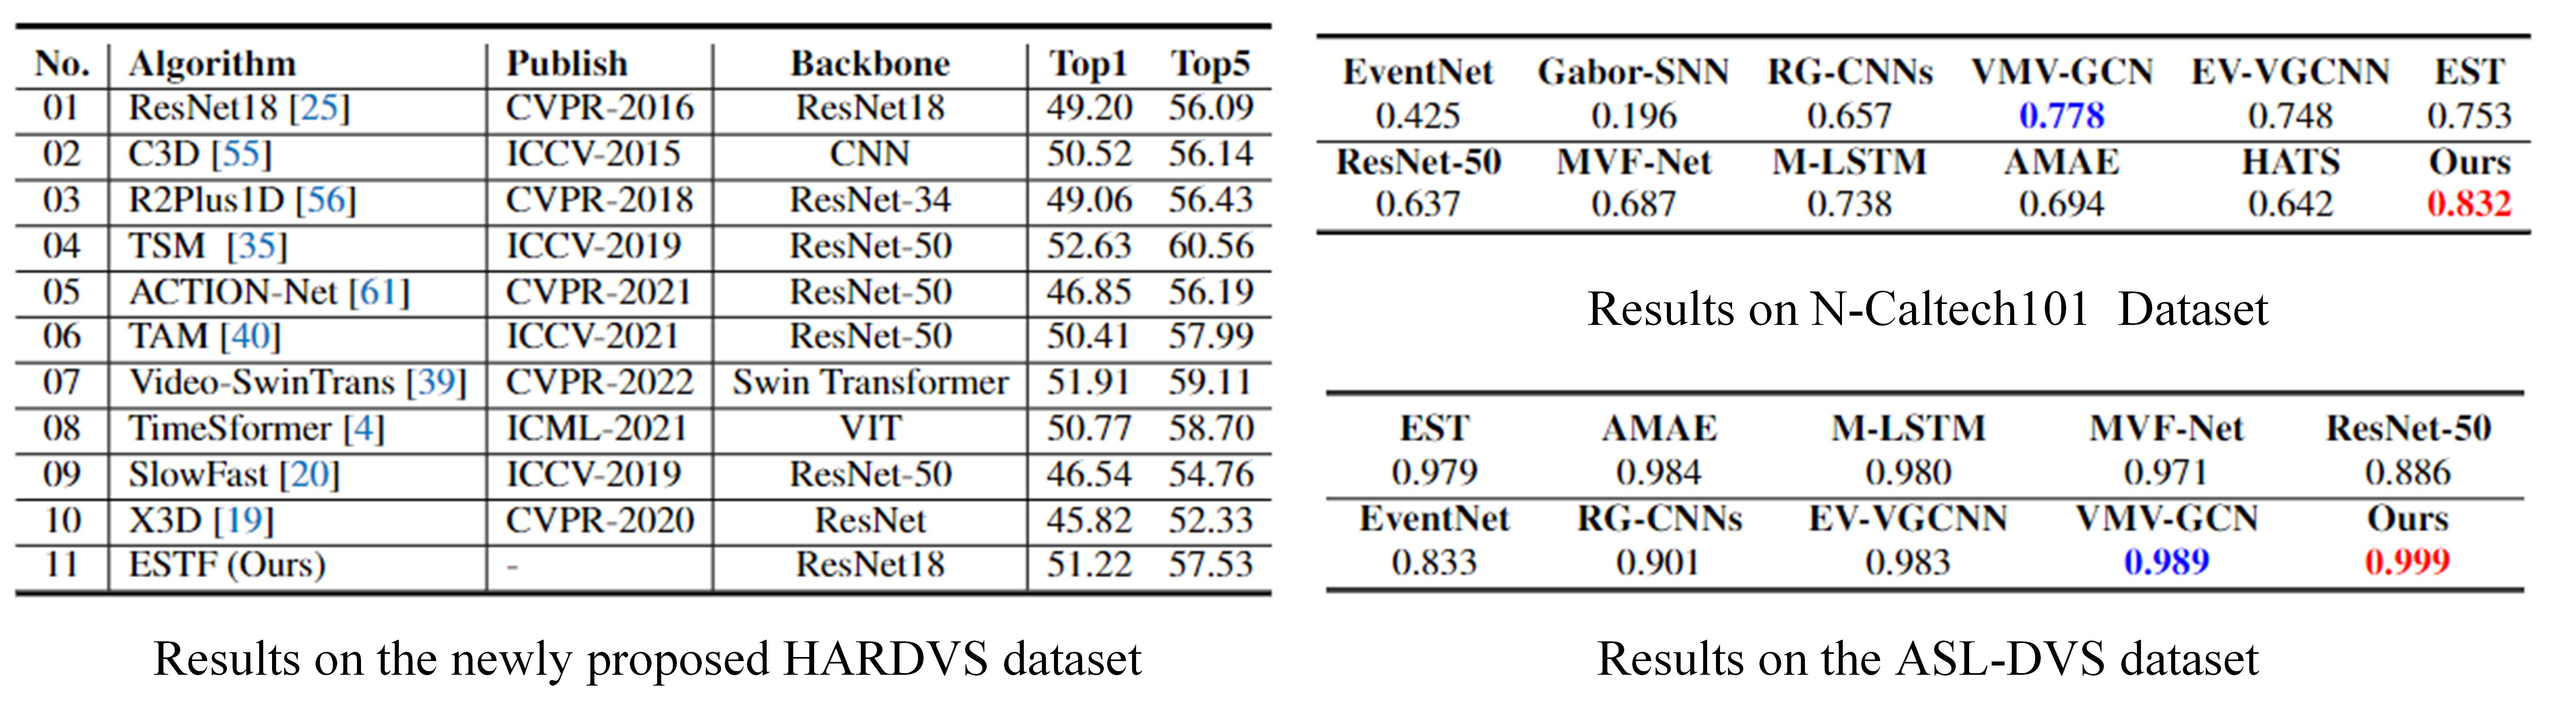 No. Algorithm Publish Backbone Top1 Top5
01 ResNet18 [25] CVPR-2016 ResNet18 49.20 56.09
02 C3D [55] ICCV-2015 CNN 50.52 56.14
03 R2Plus1D [56] CVPR-2018 ResNet-34 49.06 56.43
04 TSM [35] ICCV-2019 ResNet-50 52.63 60.56
05 ACTION-Net [61] CVPR-2021 ResNet-50 46.85 56.19
06 TAM [40] ICCV-2021 ResNet-50 50.41 57.99
07 Video-SwinTrans [39] CVPR-2022 Swin Transformer 51.91 59.11
08 TimeSformer [4] ICML-2021 VIT 50.77 58.70
09 SlowFast [20] ICCV-2019 ResNet-50 46.54 54.76
10 X3D [19] CVPR-2020 ResNet 45.82 52.33
11 ESTF (Ours) - ResNet18 51.22 57.53
Results on the newly proposed HARDVS dataset
EventNet Gabor-SNN RG-CNNs VMV-GCN EV-VGCNN EST
0.425 0.196 0.657 0.778 0.748 0.753
ResNet-50 MVF-Net M-LSTM AMAE HATS Ours
0.637 0.687 0.738 0.694 0.642 0.832
Results on N-Caltech101 Dataset
EST AMAE M-LSTM MVF-Net ResNet-50
0.979 0.984 0.980 0.971 0.886
EventNet RG-CNNs EV-VGCNN VMV-GCN Ours
0.833 0.901 0.983 0.989 0.999
Results on the ASL-DVS dataset